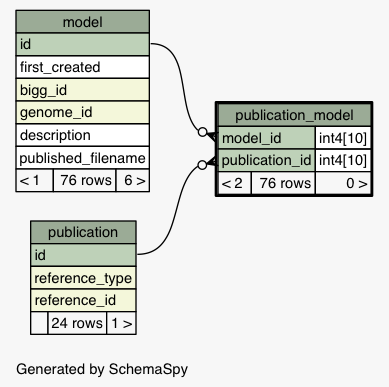 model
id
first_created
bigg_id
genome_id
description
published_filename
< 1 76 rows 6 >
publication_model
model_id int4[10]
publication_id int4[10]
< 2 76 rows 0 >
publication
id
reference_type
reference_id
24 rows 1 >
Generated by SchemaSpy